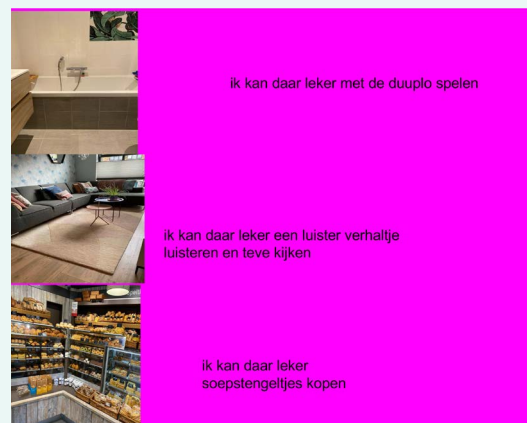 ik kan daar leker met de duuplo spelen
ik kan daar leker een luister verhaltje
luisteren en teve kijken
ik kan daar leker
soepstengeltjes kopen